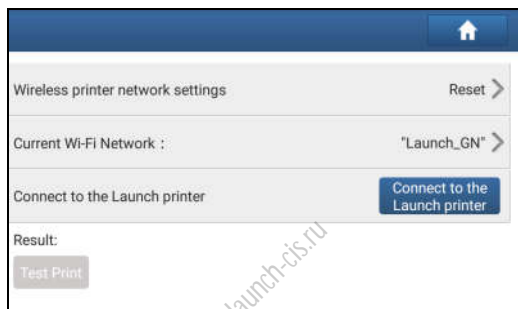 Wireless printer network settings Reset
Current Wi-Fi Network : "Launch_GN"
Connect to the Launch printer Connect to the
Launch printer
Result:
Test Print
launch-cis.ru